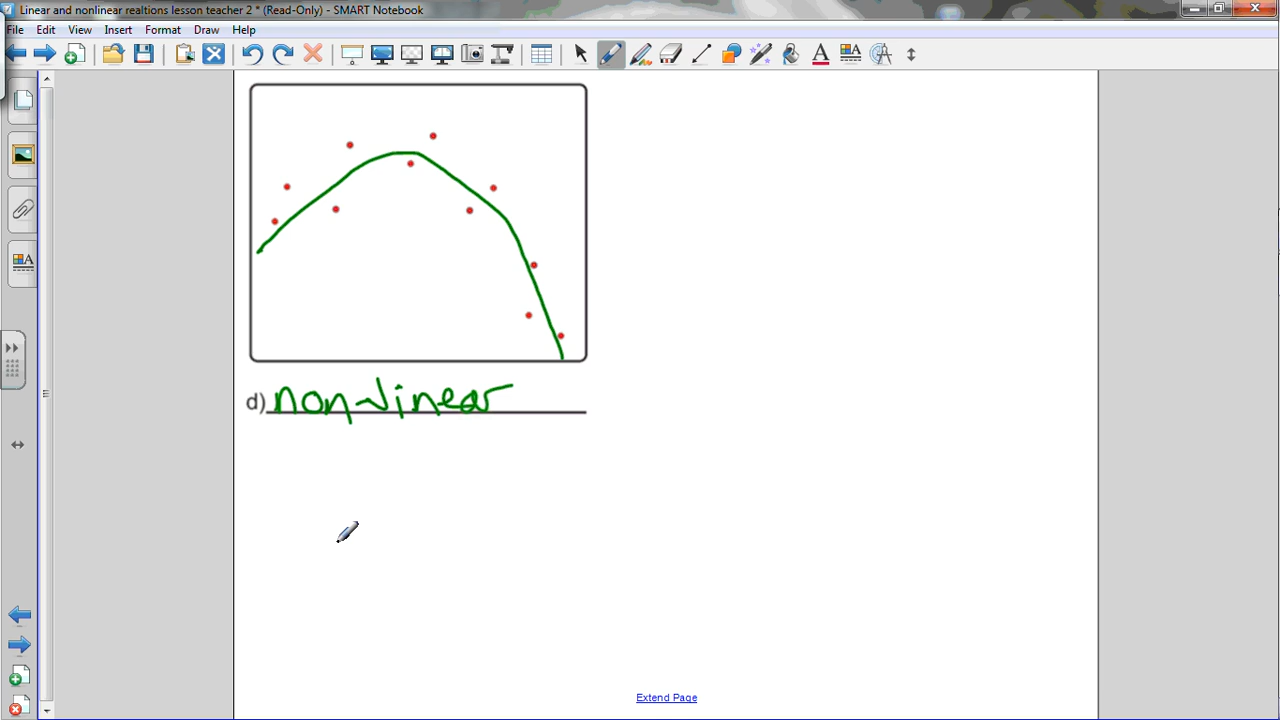 Linear and nonlinear realtions lesson teacher 2 * (Read-Only) - SMART Notebook
File Edit View Insert Format Draw Help
d) non-linear
Extend Page